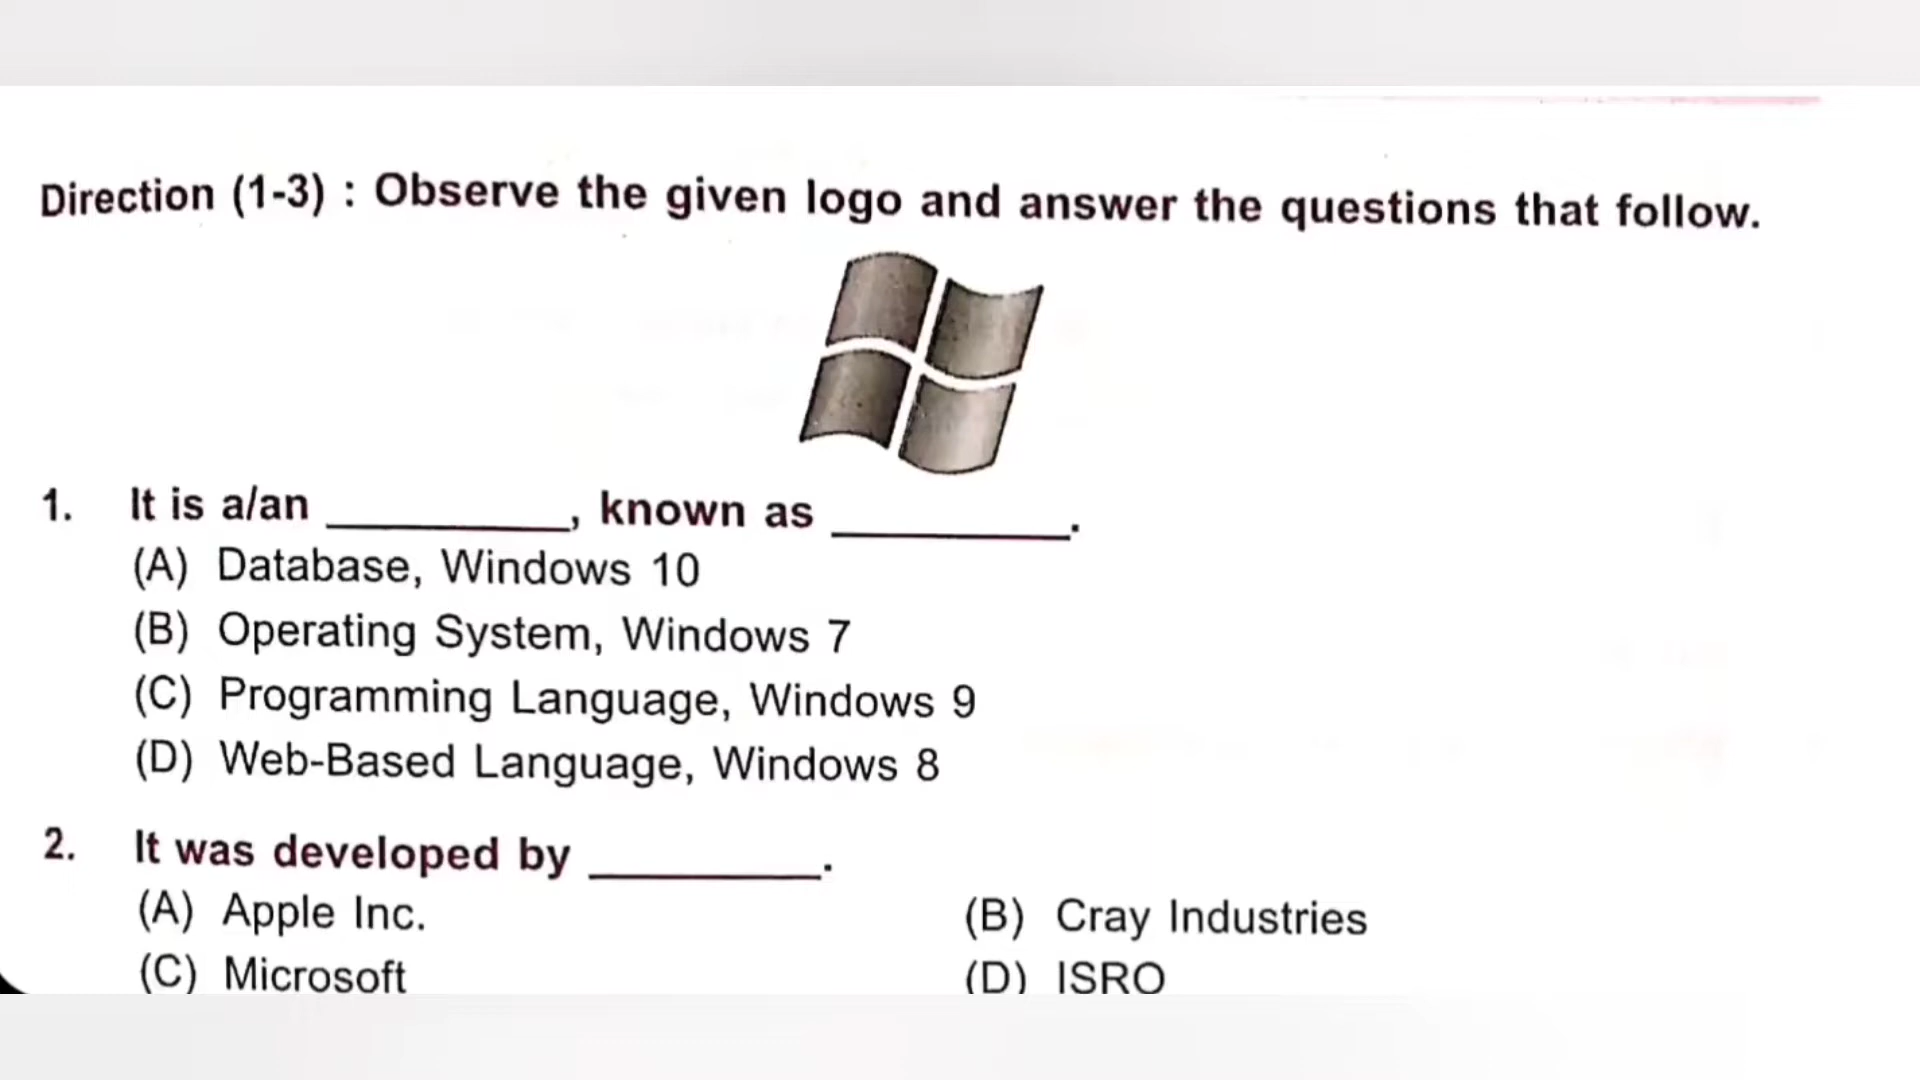 Direction (1-3) : Observe the given logo and answer the questions that follow.
1. It is a/an __________, known as __________.
(A) Database, Windows 10
(B) Operating System, Windows 7
(C) Programming Language, Windows 9
(D) Web-Based Language, Windows 8
2. It was developed by __________.
(A) Apple Inc. (B) Cray Industries
(C) Microsoft (D) ISRO